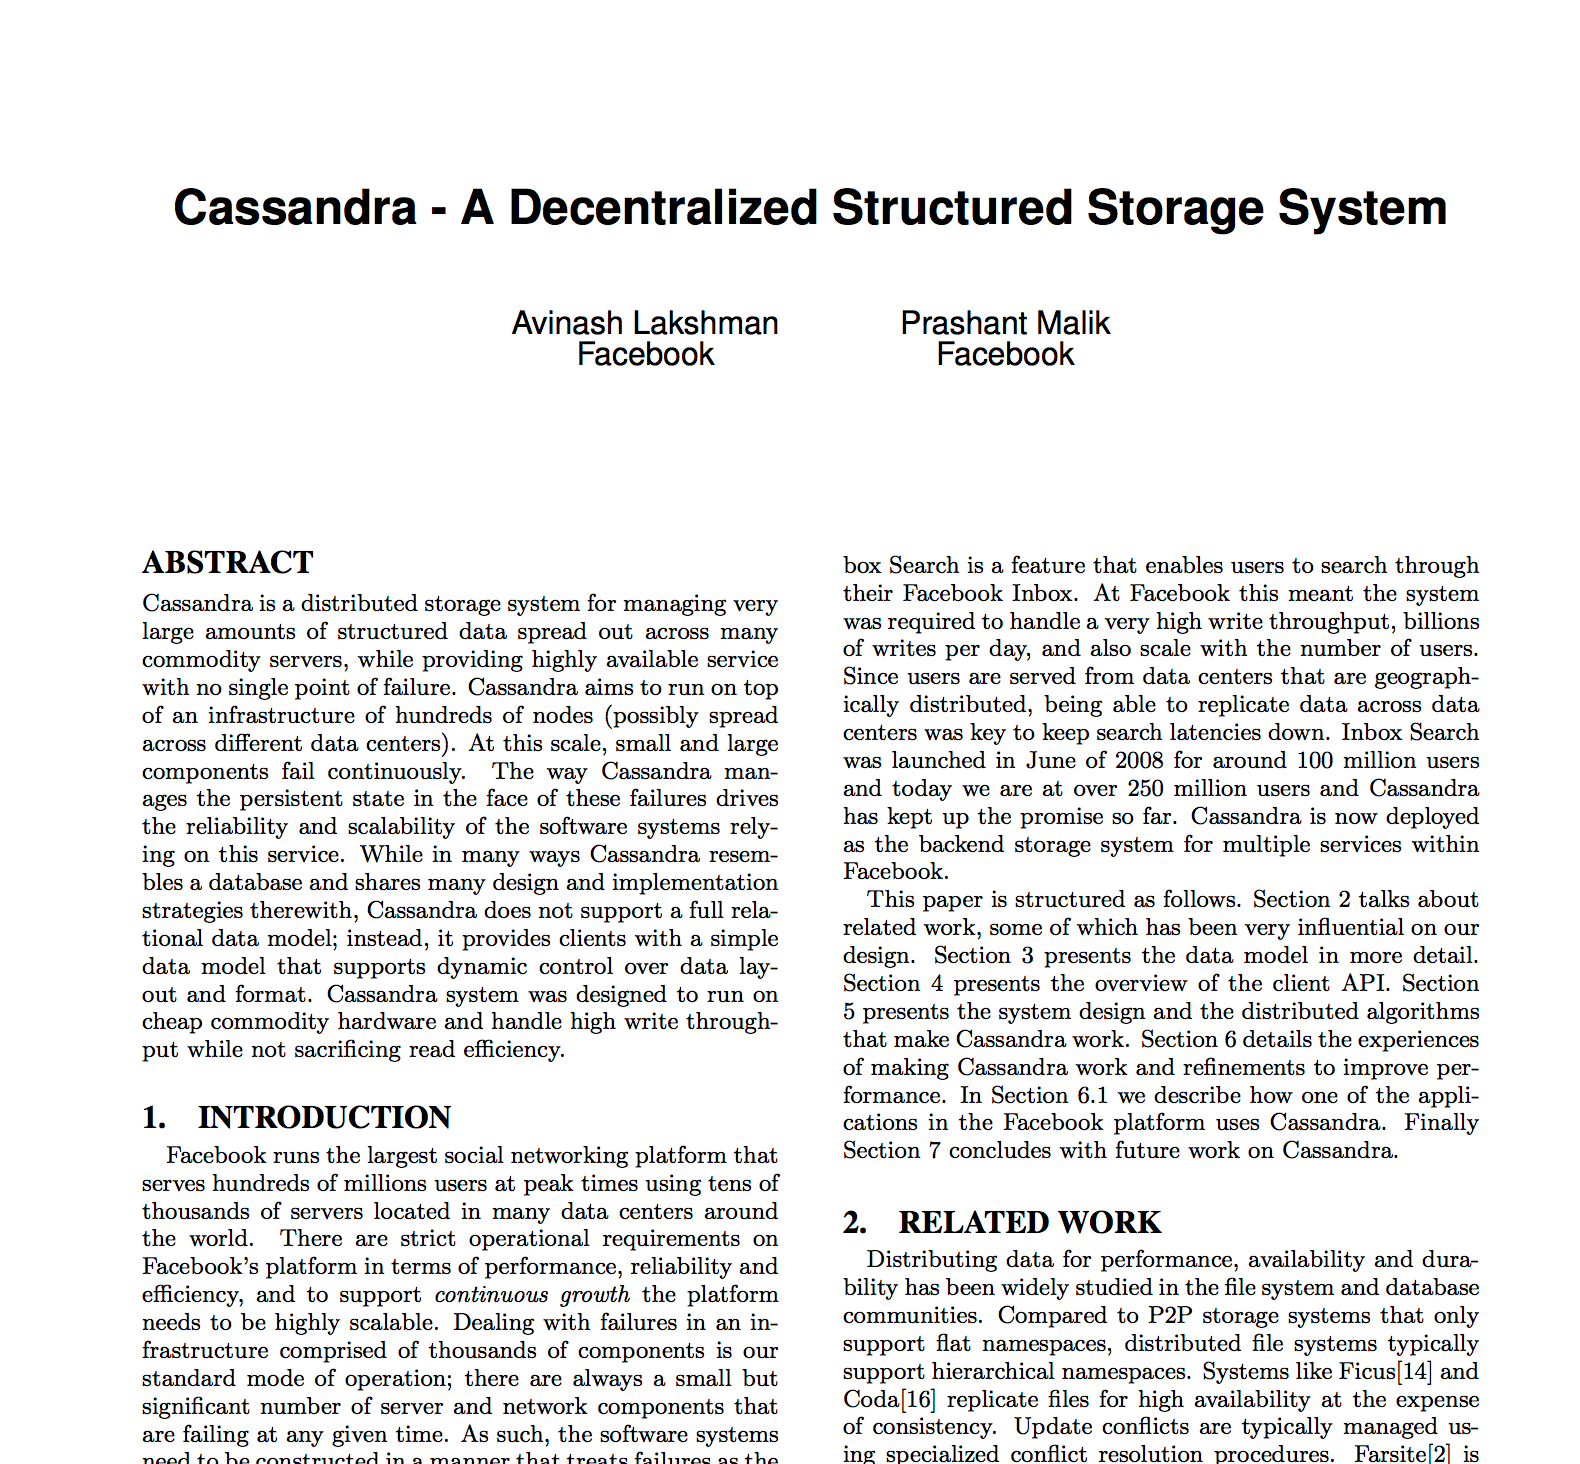 Cassandra - A Decentralized Structured Storage System
Avinash Lakshman
Facebook
Prashant Malik
Facebook
ABSTRACT
Cassandra is a distributed storage system for managing very
large amounts of structured data spread out across many
commodity servers, while providing highly available service
with no single point of failure. Cassandra aims to run on top
of an infrastructure of hundreds of nodes (possibly spread
across different data centers). At this scale, small and large
components fail continuously. The way Cassandra man-
ages the persistent state in the face of these failures drives
the reliability and scalability of the software systems rely-
ing on this service. While in many ways Cassandra resem-
bles a database and shares many design and implementation
strategies therewith, Cassandra does not support a full rela-
tional data model; instead, it provides clients with a simple
data model that supports dynamic control over data lay-
out and format. Cassandra system was designed to run on
cheap commodity hardware and handle high write through-
put while not sacrificing read efficiency.
1. INTRODUCTION
Facebook runs the largest social networking platform that
serves hundreds of millions users at peak times using tens of
thousands of servers located in many data centers around
the world. There are strict operational requirements on
Facebook's platform in terms of performance, reliability and
efficiency, and to support continuous growth the platform
needs to be highly scalable. Dealing with failures in an in-
frastructure comprised of thousands of components is our
standard mode of operation; there are always a small but
significant number of server and network components that
are failing at any given time. As such, the software systems
need to be constructed in a manner that treats failures as the
box Search is a feature that enables users to search through
their Facebook Inbox. At Facebook this meant the system
was required to handle a very high write throughput, billions
of writes per day, and also scale with the number of users.
Since users are served from data centers that are geograph-
ically distributed, being able to replicate data across data
centers was key to keep search latencies down. Inbox Search
was launched in June of 2008 for around 100 million users
and today we are at over 250 million users and Cassandra
has kept up the promise so far. Cassandra is now deployed
as the backend storage system for multiple services within
Facebook.
This paper is structured as follows. Section 2 talks about
related work, some of which has been very influential on our
design. Section 3 presents the data model in more detail.
Section 4 presents the overview of the client API. Section
5 presents the system design and the distributed algorithms
that make Cassandra work. Section 6 details the experiences
of making Cassandra work and refinements to improve per-
formance. In Section 6.1 we describe how one of the appli-
cations in the Facebook platform uses Cassandra. Finally
Section 7 concludes with future work on Cassandra.
2. RELATED WORK
Distributing data for performance, availability and dura-
bility has been widely studied in the file system and database
communities. Compared to P2P storage systems that only
support flat namespaces, distributed file systems typically
support hierarchical namespaces. Systems like Ficus[14] and
Coda[16] replicate files for high availability at the expense
of consistency. Update conflicts are typically managed us-
ing specialized conflict resolution procedures. Farsite[2] is